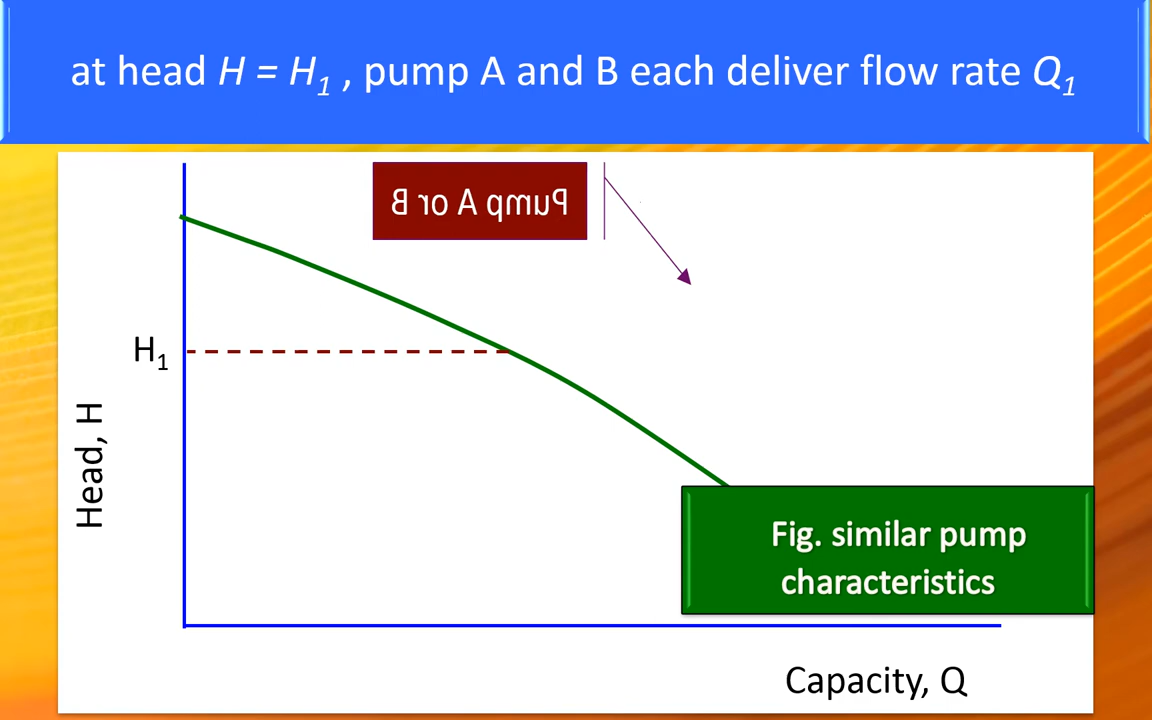 at head H = H₁ , pump A and B each deliver flow rate Q₁
Pump A or B
H₁
Head, H
Fig. similar pump
characteristics
Capacity, Q